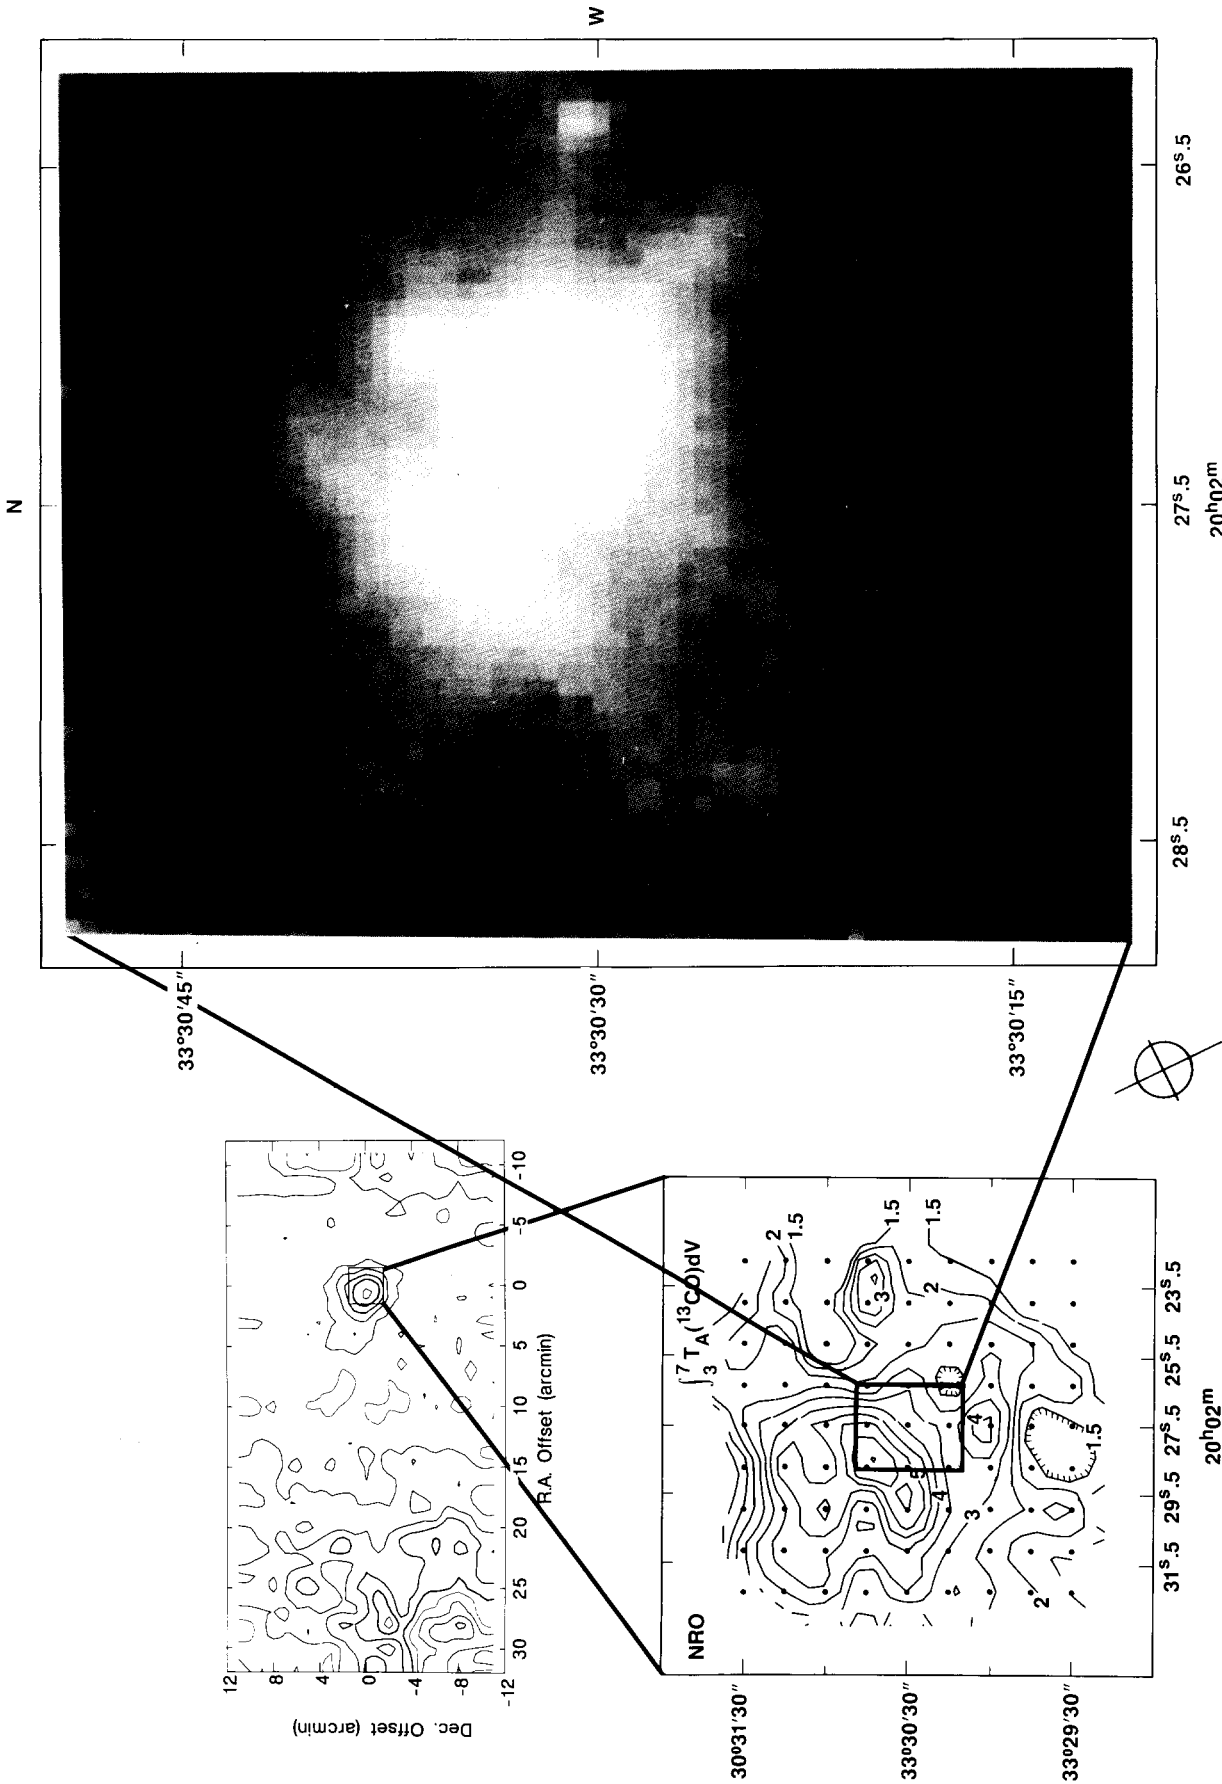 N
W
33°30'45"
33°30'30"
33°30'15"
28s.5
27s.5
26s.5
20h02m
12
8
4
0
-4
-8
-12
Dec. Offset (arcmin)
30
25
20
15
10
5
0
-5
-10
R.A. Offset (arcmin)
NRO
∫₃⁷ TA(¹³CO)dV
2
1.5
1.5
1.5
3
2
4
5
4
3
1.5
2
30°31'30"
33°30'30"
33°29'30"
31s.5
29s.5
27s.5
25s.5
23s.5
20h02m